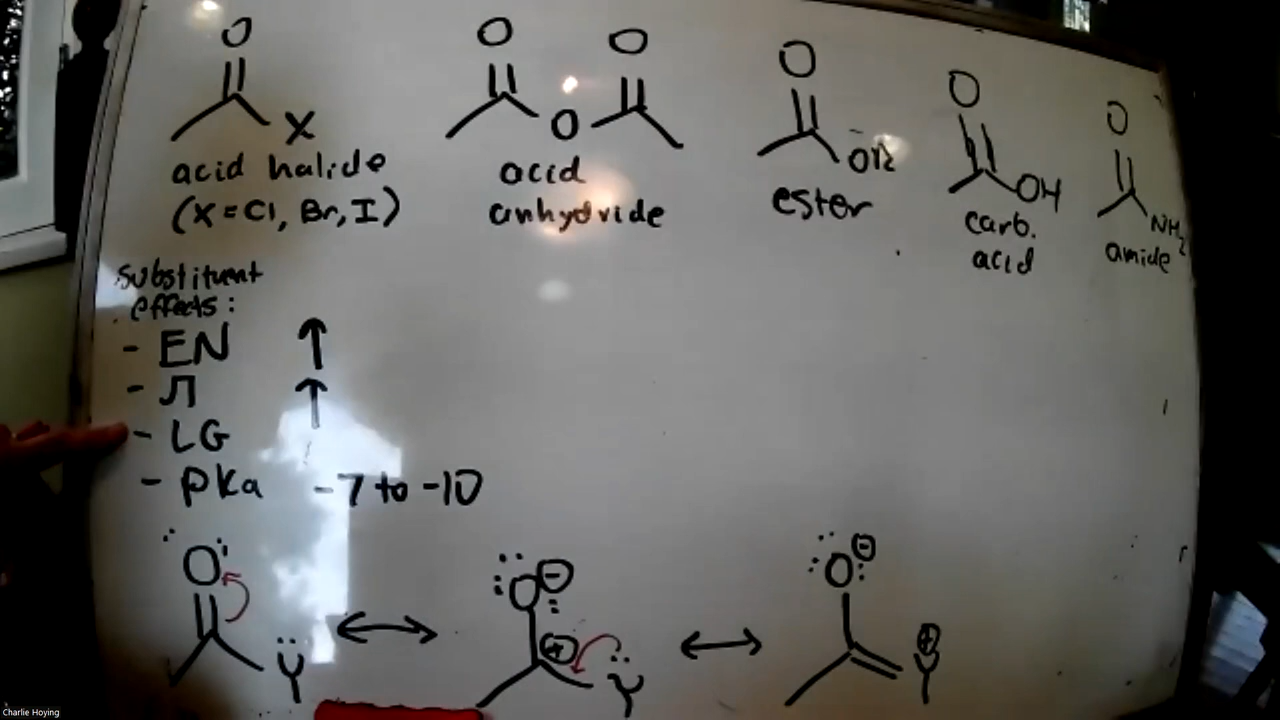 O
O O
O
O
O
X
O
OR
OH
NH2
acid halide
(X = Cl, Br, I)
acid
anhydride
ester
carb.
acid
amide
substituent
effects:
- EN ↑
- π ↑
- LG
- pKa -7 to -10
O
Y
O ⊖
⊕
Y
O ⊖
⊕
Y
Charlie Hoying